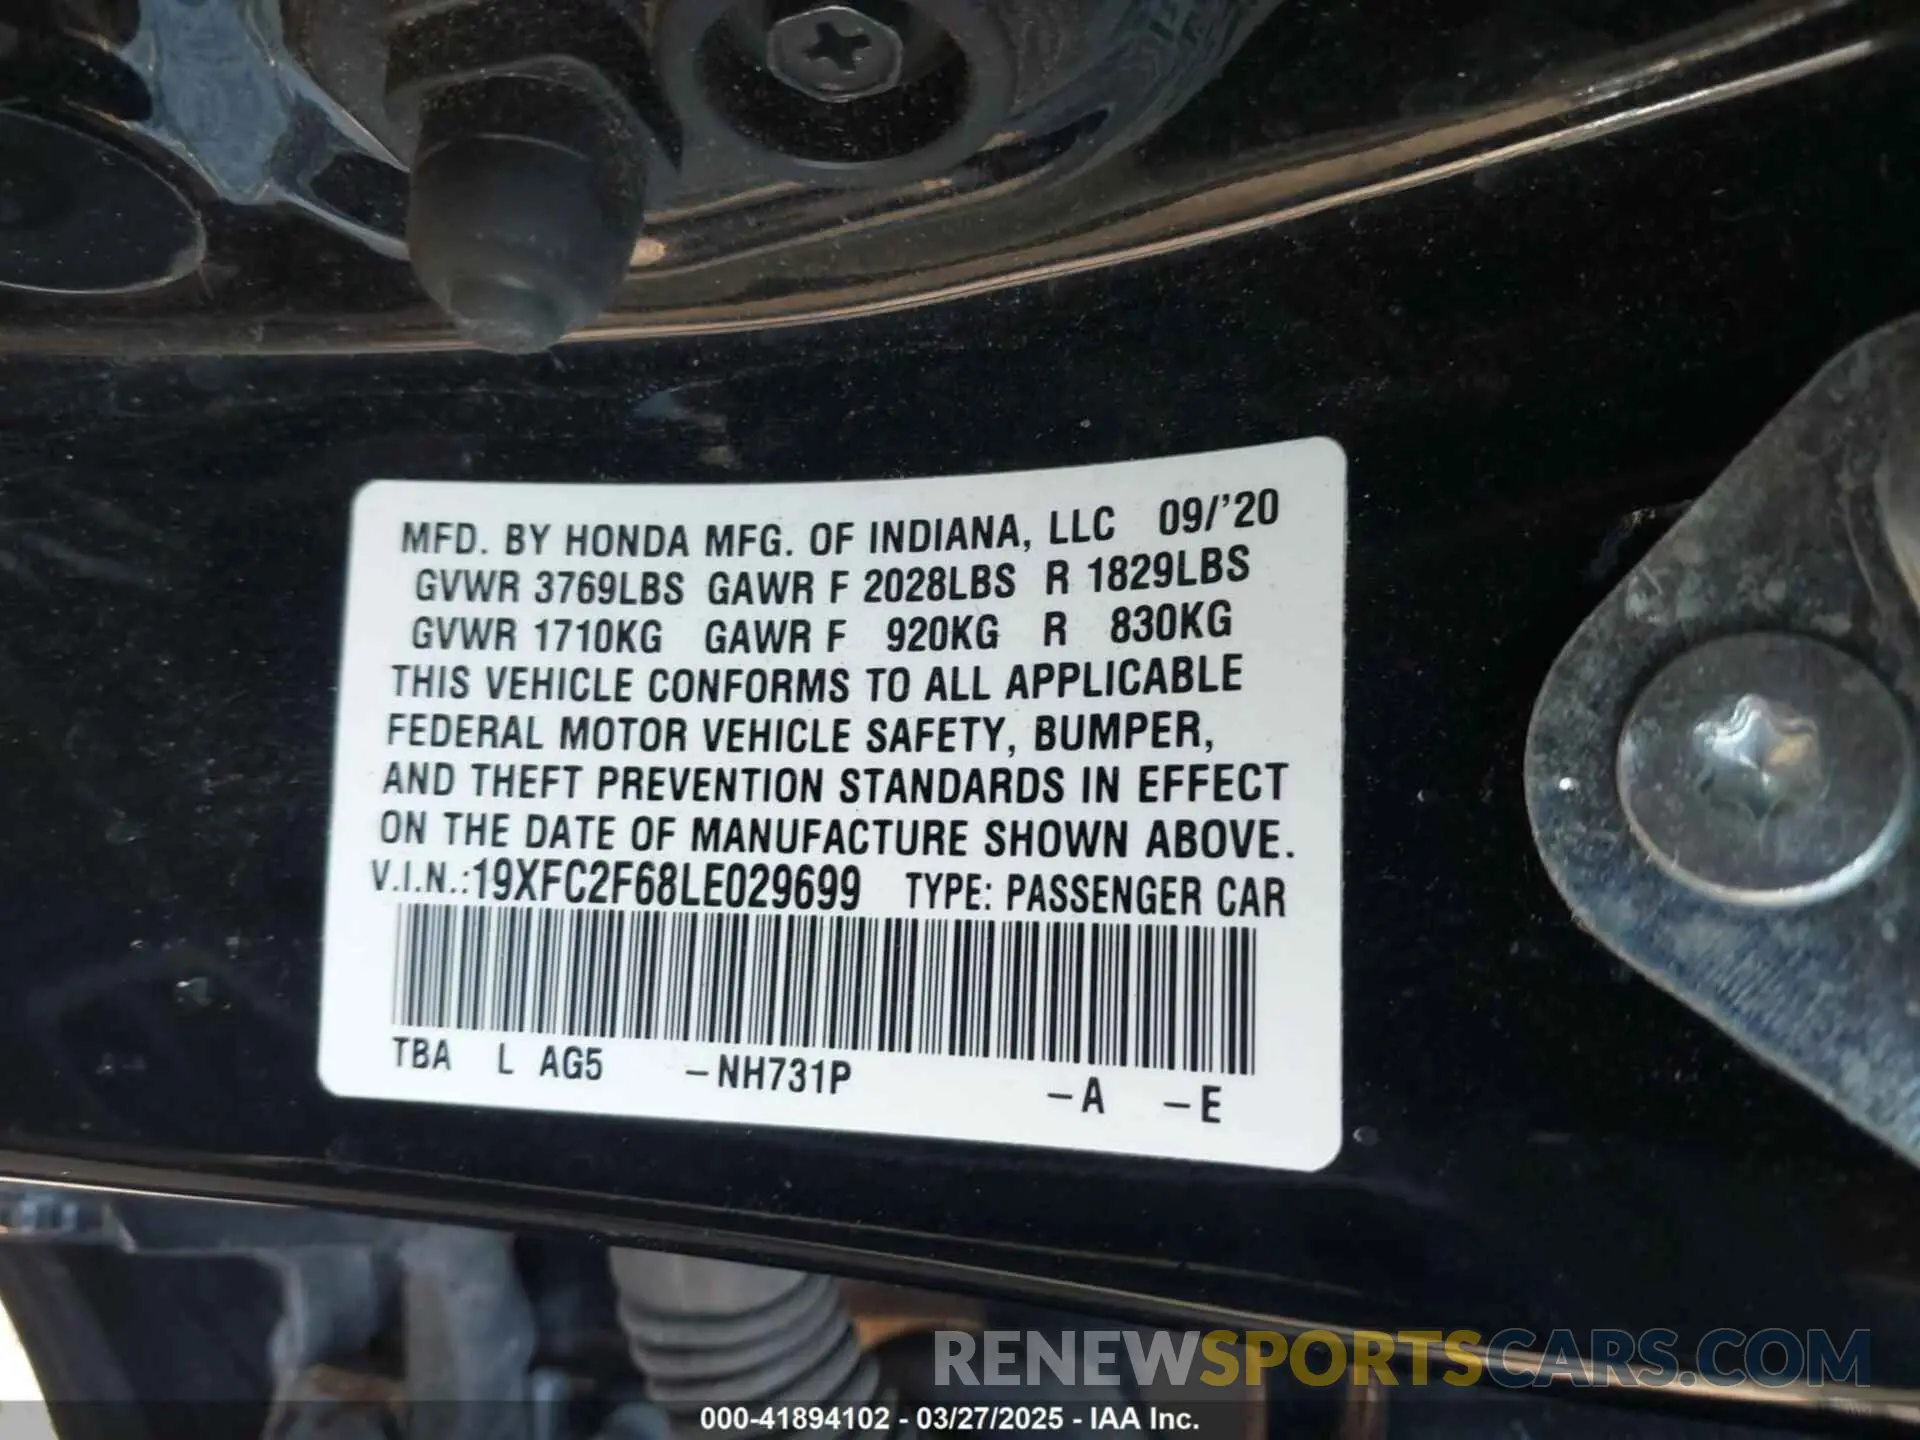 MFD. BY HONDA MFG. OF INDIANA, LLC 09/'20
GVWR 3769LBS GAWR F 2028LBS R 1829LBS
GVWR 1710KG GAWR F 920KG R 830KG
THIS VEHICLE CONFORMS TO ALL APPLICABLE
FEDERAL MOTOR VEHICLE SAFETY, BUMPER,
AND THEFT PREVENTION STANDARDS IN EFFECT
ON THE DATE OF MANUFACTURE SHOWN ABOVE.
V.I.N.:19XFC2F68LE029699 TYPE: PASSENGER CAR
TBA L AG5 –NH731P –A –E
RENEWSPORTSCARS.COM
000-41894102 - 03/27/2025 - IAA Inc.